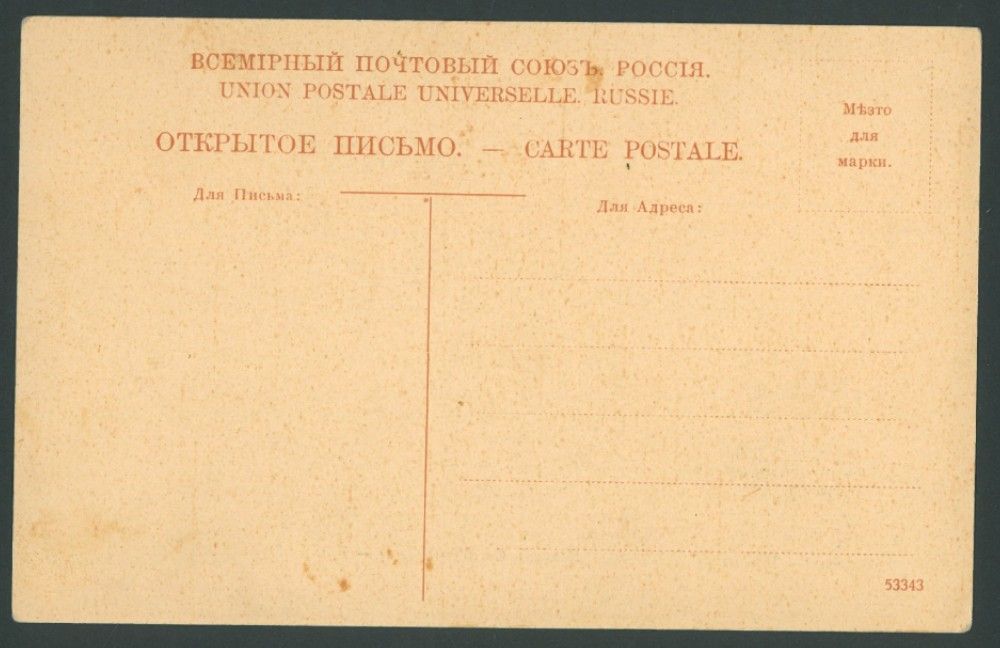 ВСЕМІРНЫЙ ПОЧТОВЫЙ СОЮЗЪ. РОССІЯ.
UNION POSTALE UNIVERSELLE. RUSSIE.
ОТКРЫТОЕ ПИСЬМО. — CARTE POSTALE.
Мѣзто
для
марки.
Для Письма:
Для Адреса:
53343